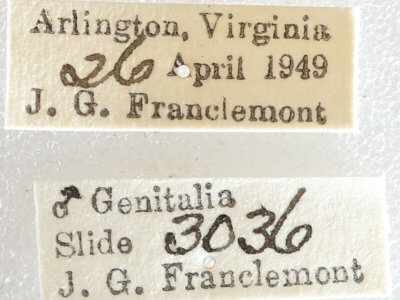 Arlington, Virginia
26 April 1949
J. G. Franclemont
♂ Genitalia
Slide 3036
J. G. Franclemont